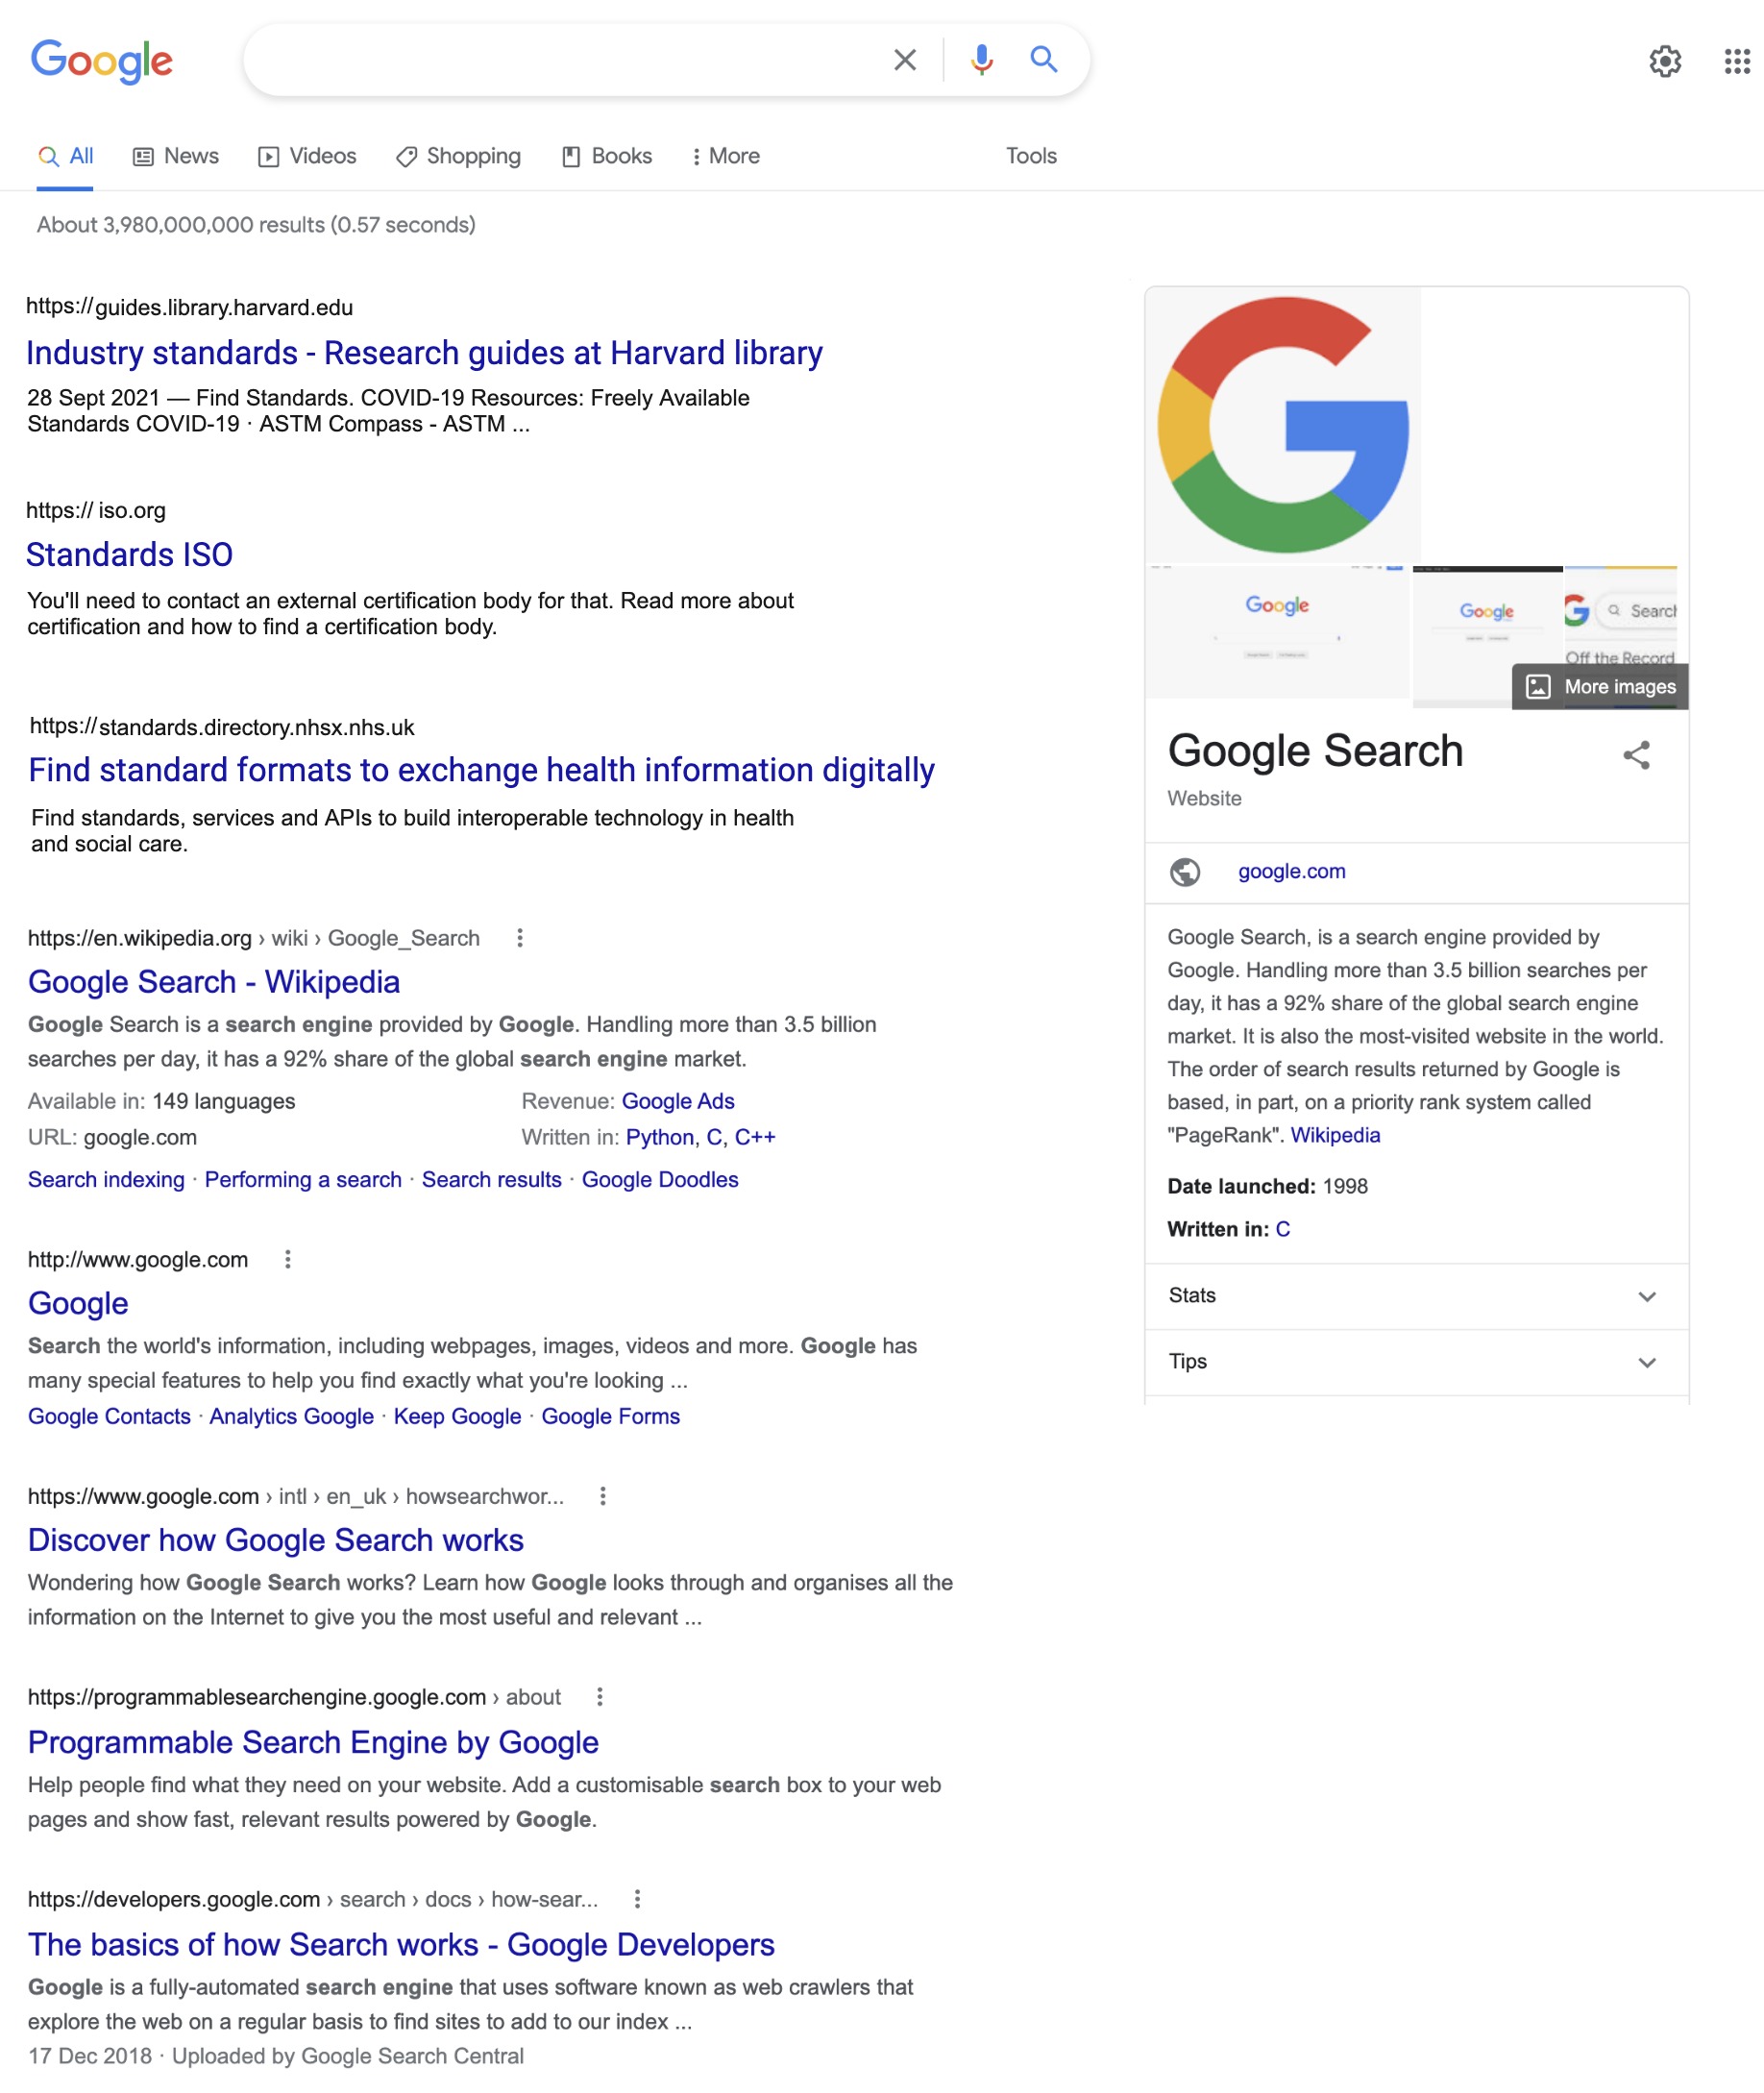 Google
All
News
Videos
Shopping
Books
More
Tools
About 3,980,000,000 results (0.57 seconds)
https://guides.library.harvard.edu
Industry standards - Research guides at Harvard library
28 Sept 2021 — Find Standards. COVID-19 Resources: Freely Available
Standards COVID-19 · ASTM Compass - ASTM ...
https:// iso.org
Standards ISO
You'll need to contact an external certification body for that. Read more about
certification and how to find a certification body.
https://standards.directory.nhsx.nhs.uk
Find standard formats to exchange health information digitally
Find standards, services and APIs to build interoperable technology in health
and social care.
https://en.wikipedia.org › wiki › Google_Search
Google Search - Wikipedia
Google Search is a search engine provided by Google. Handling more than 3.5 billion
searches per day, it has a 92% share of the global search engine market.
Available in: 149 languages
Revenue: Google Ads
URL: google.com
Written in: Python, C, C++
Search indexing · Performing a search · Search results · Google Doodles
http://www.google.com
Google
Search the world's information, including webpages, images, videos and more. Google has
many special features to help you find exactly what you're looking ...
Google Contacts · Analytics Google · Keep Google · Google Forms
https://www.google.com › intl › en_uk › howsearchwor...
Discover how Google Search works
Wondering how Google Search works? Learn how Google looks through and organises all the
information on the Internet to give you the most useful and relevant ...
https://programmablesearchengine.google.com › about
Programmable Search Engine by Google
Help people find what they need on your website. Add a customisable search box to your web
pages and show fast, relevant results powered by Google.
https://developers.google.com › search › docs › how-sear...
The basics of how Search works - Google Developers
Google is a fully-automated search engine that uses software known as web crawlers that
explore the web on a regular basis to find sites to add to our index ...
17 Dec 2018 · Uploaded by Google Search Central
G
Google
Google
G
Search
Off the Record
More images
Google Search
Website
google.com
Google Search, is a search engine provided by
Google. Handling more than 3.5 billion searches per
day, it has a 92% share of the global search engine
market. It is also the most-visited website in the world.
The order of search results returned by Google is
based, in part, on a priority rank system called
"PageRank". Wikipedia
Date launched: 1998
Written in: C
Stats
Tips